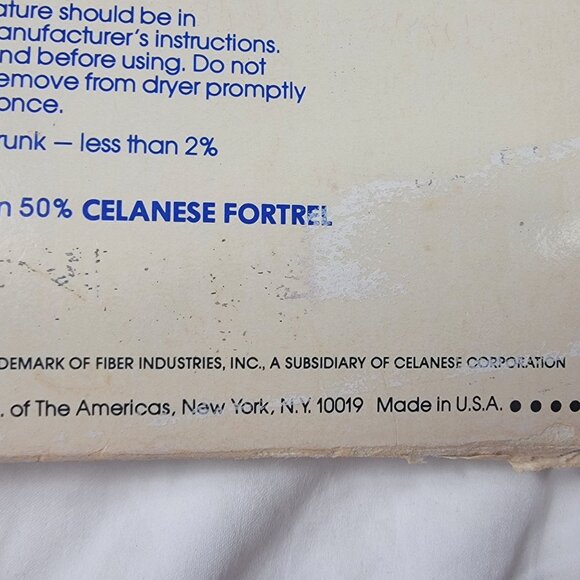 ature should be in
anufacturer's instructions.
nd before using. Do not
emove from dryer promptly
once.
runk — less than 2%
n 50% CELANESE FORTREL
DEMARK OF FIBER INDUSTRIES, INC., A SUBSIDIARY OF CELANESE CORPORATION
. of The Americas, New York, N.Y. 10019 Made in U.S.A. ● ● ● ●